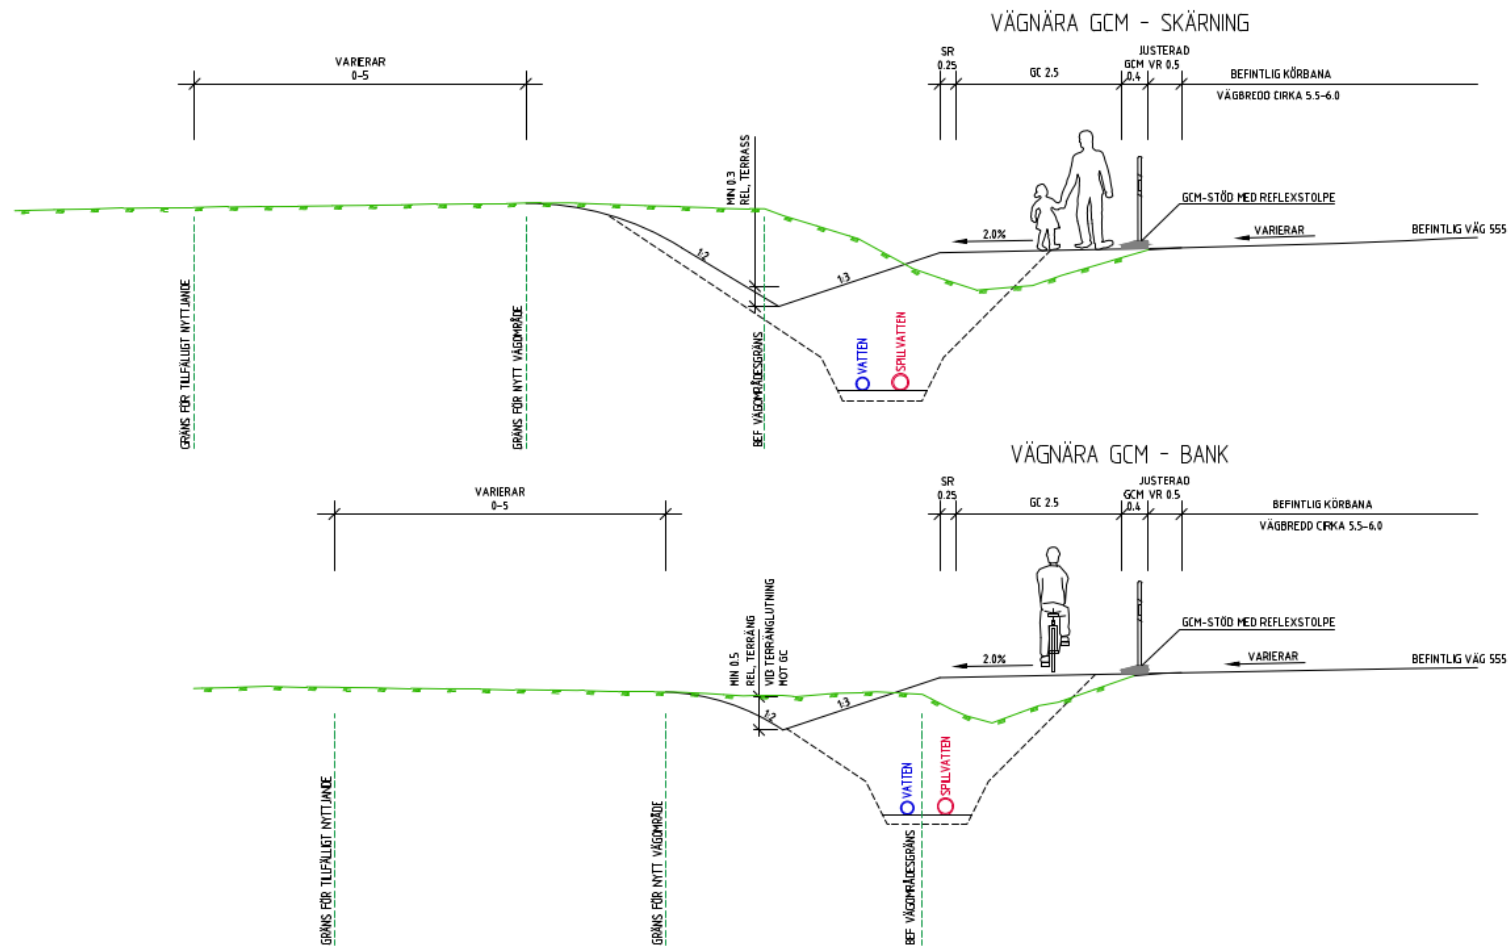 VÄGNÄRA GCM - SKÄRNING
VARIERAR
0-5
SR
0.25
GC 2.5
JUSTERAD
GCM VR 0.5
0.4
BEFINTLIG KÖRBANA
VÄGBREDD CIRKA 5.5-6.0
MIN 0.3
REL, TERRASS
GCM-STÖD MED REFLEXSTOLPE
2.0%
VARIERAR
BEFINTLIG VÄG 555
1:2
1:3
VATTEN
SPILLVATTEN
GRÄNS FÖR TILLFÄLLIGT NYTTJANDE
GRÄNS FÖR NYTT VÄGOMRÅDE
BEF VÄGOMRÅDESGRÄNS
VÄGNÄRA GCM - BANK
VARIERAR
0-5
SR
0.25
GC 2.5
JUSTERAD
GCM VR 0.5
0.4
BEFINTLIG KÖRBANA
VÄGBREDD CIRKA 5.5-6.0
MIN 0.5
REL, TERRÄNG
VID TERRÄNGLUTNING
MOT GC
GCM-STÖD MED REFLEXSTOLPE
2.0%
VARIERAR
BEFINTLIG VÄG 555
1:2
1:3
VATTEN
SPILLVATTEN
GRÄNS FÖR TILLFÄLLIGT NYTTJANDE
GRÄNS FÖR NYTT VÄGOMRÅDE
BEF VÄGOMRÅDESGRÄNS